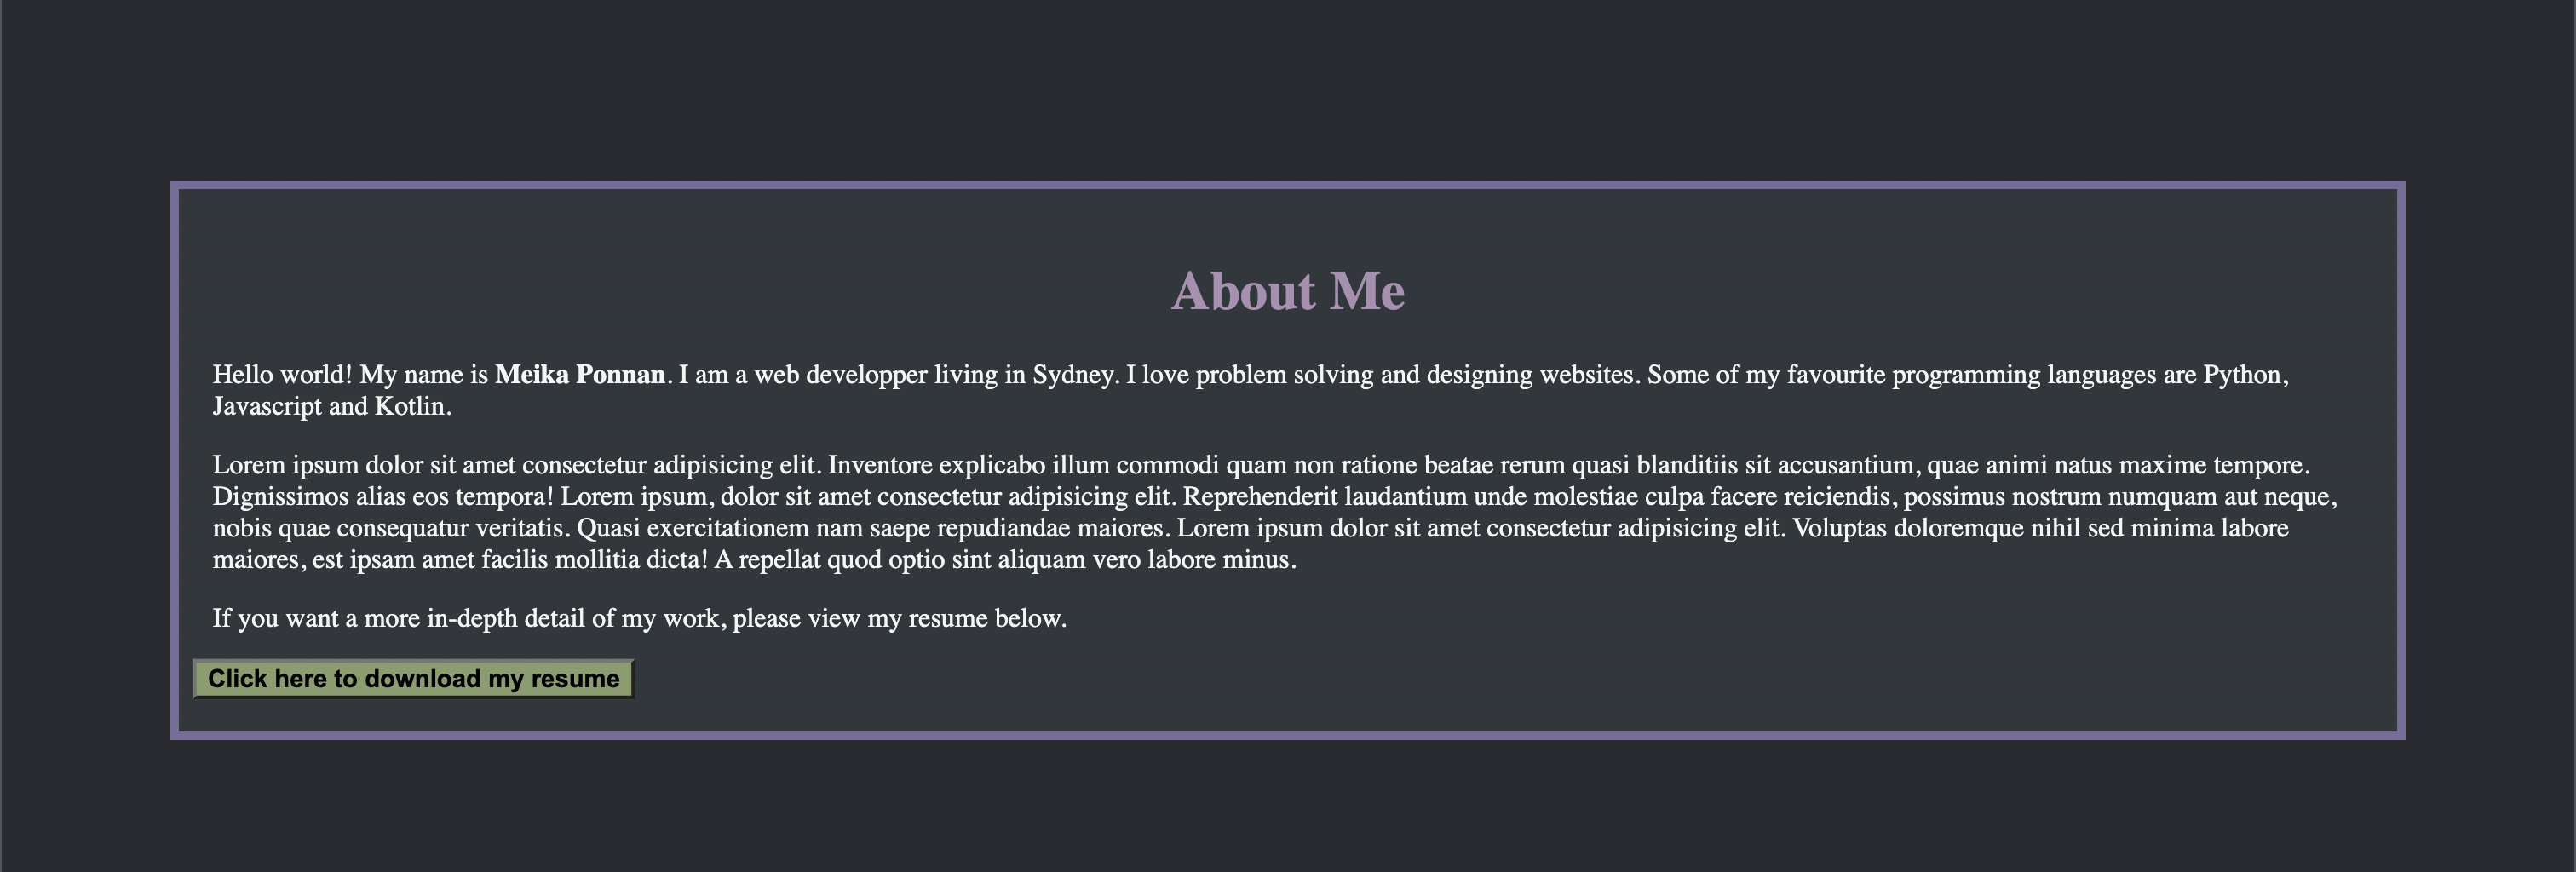 About Me
Hello world! My name is Meika Ponnan. I am a web developper living in Sydney. I love problem solving and designing websites. Some of my favourite programming languages are Python,
Javascript and Kotlin.
Lorem ipsum dolor sit amet consectetur adipisicing elit. Inventore explicabo illum commodi quam non ratione beatae rerum quasi blanditiis sit accusantium, quae animi natus maxime tempore.
Dignissimos alias eos tempora! Lorem ipsum, dolor sit amet consectetur adipisicing elit. Reprehenderit laudantium unde molestiae culpa facere reiciendis, possimus nostrum numquam aut neque,
nobis quae consequatur veritatis. Quasi exercitationem nam saepe repudiandae maiores. Lorem ipsum dolor sit amet consectetur adipisicing elit. Voluptas doloremque nihil sed minima labore
maiores, est ipsam amet facilis mollitia dicta! A repellat quod optio sint aliquam vero labore minus.
If you want a more in-depth detail of my work, please view my resume below.
Click here to download my resume